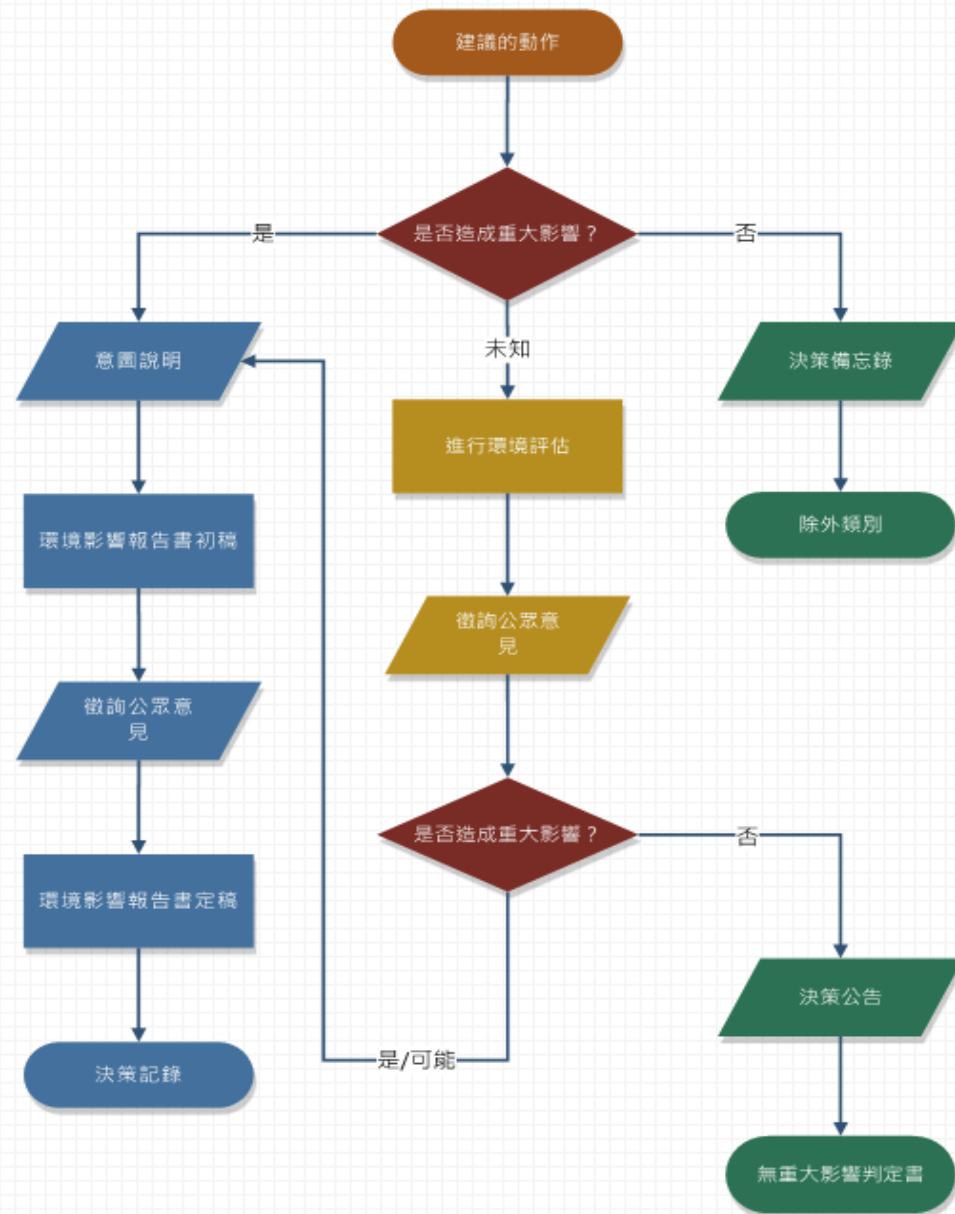 建議的動作
是否造成重大影響？
是
否
未知
意圖說明
決策備忘錄
進行環境評估
除外類別
環境影響報告書初稿
徵詢公眾意
見
徵詢公眾意
見
是否造成重大影響？
否
環境影響報告書定稿
決策公告
是/可能
決策記錄
無重大影響判定書